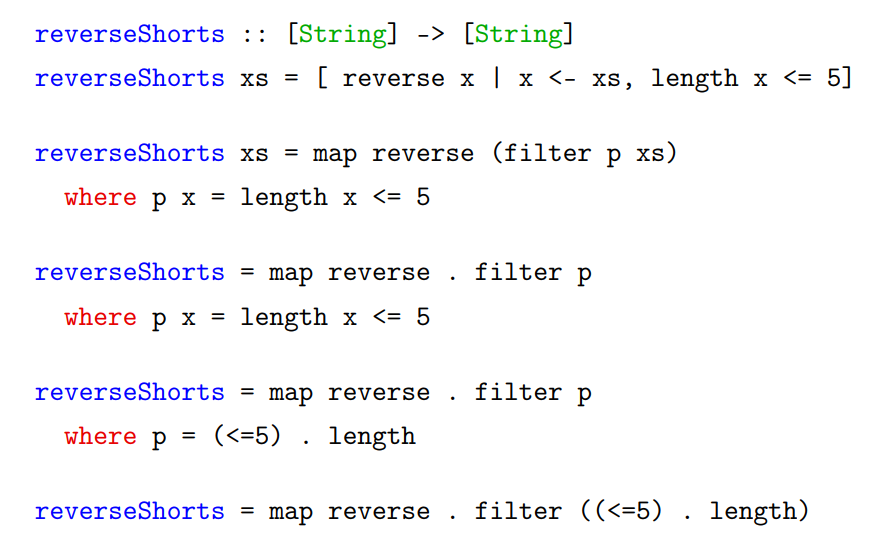 reverseShorts :: [String] -> [String]
reverseShorts xs = [ reverse x | x <- xs, length x <= 5]
reverseShorts xs = map reverse (filter p xs)
where p x = length x <= 5
reverseShorts = map reverse . filter p
where p x = length x <= 5
reverseShorts = map reverse . filter p
where p = (<=5) . length
reverseShorts = map reverse . filter ((<=5) . length)